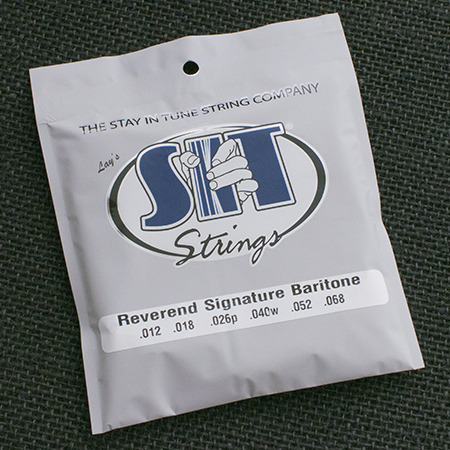 THE STAY IN TUNE STRING COMPANY
Lay's
SIT
Strings
Reverend Signature Baritone
.012 .018 .026p .040w .052 .068